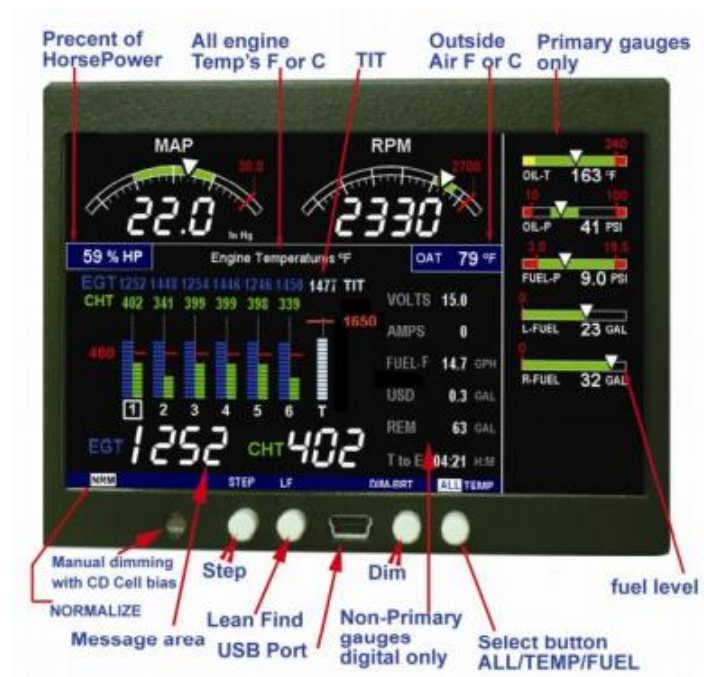 Precent of
HorsePower
All engine
Temp's F or C
TIT
Outside
Air F or C
Primary gauges
only
MAP
30.0
22.0
In Hg
RPM
2700
2330
240
OIL-T 163 °F
10 100
OIL-P 41 PSI
3.0 19.5
FUEL-P 9.0 PSI
0
L-FUEL 23 GAL
0
R-FUEL 32 GAL
59 % HP
Engine Temperatures °F
OAT 79 °F
EGT 1252 1448 1254 1446 1246 1450 1477 TIT
CHT 402 341 399 399 398 339
1650
460
1 2 3 4 5 6 T
EGT 1252 CHT 402
VOLTS 15.0
AMPS 0
FUEL-F 14.7 GPH
USD 0.3 GAL
REM 63 GAL
T to E 04:21 H:M
NRM STEP LF DIM-BRT ALL TEMP
Manual dimming
with CD Cell bias
NORMALIZE
Message area
Step
Lean Find
USB Port
Dim
Non-Primary
gauges
digital only
Select button
ALL/TEMP/FUEL
fuel level